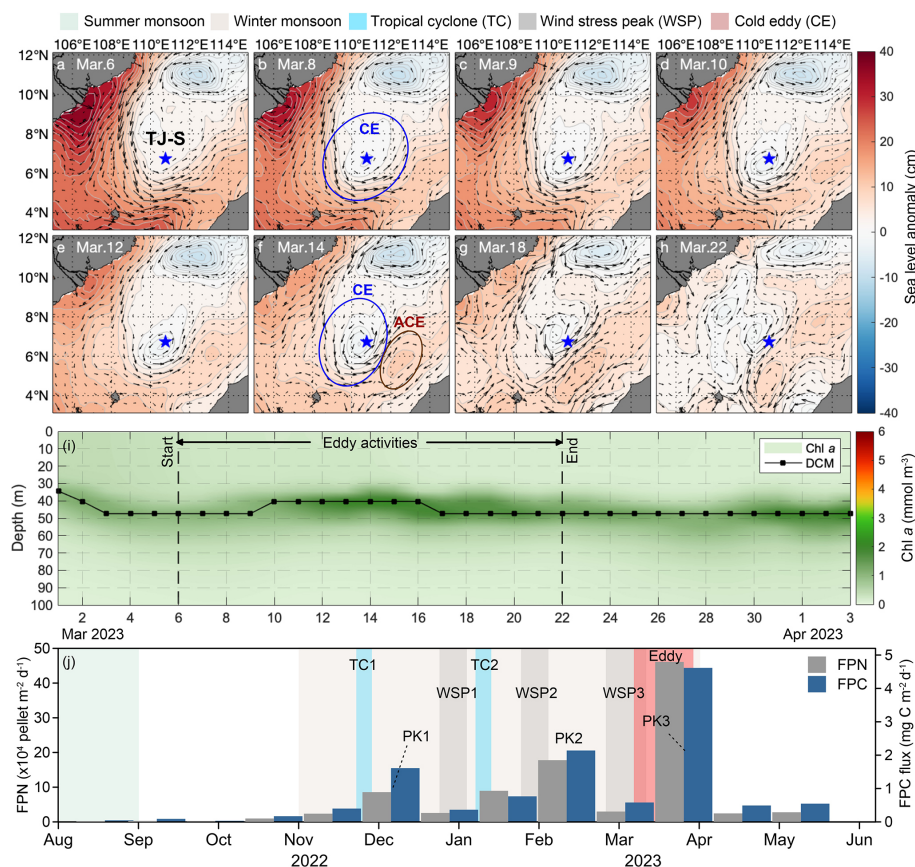 Summer monsoon Winter monsoon Tropical cyclone (TC) Wind stress peak (WSP) Cold eddy (CE)
106°E 108°E 110°E 112°E 114°E 106°E 108°E 110°E 112°E 114°E 106°E 108°E 110°E 112°E 114°E 106°E 108°E 110°E 112°E 114°E
12°N
10°N
8°N
6°N
4°N
a Mar.6
TJ-S
b Mar.8
CE
c Mar.9
d Mar.10
12°N
10°N
8°N
6°N
4°N
e Mar.12
f Mar.14
CE
ACE
g Mar.18
h Mar.22
40
30
20
10
0
-10
-20
-30
-40
Sea level anomaly (cm)
(i)
Start
Eddy activities
End
Chl a
DCM
0
10
20
30
40
50
60
70
80
90
100
Depth (m)
2 4 6 8 10 12 14 16 18 20 22 24 26 28 30 1 3
Mar 2023 Apr 2023
6
5
4
3
2
1
0
Chl a (mmol mm⁻³)
(j)
TC1
WSP1
TC2
WSP2
WSP3
Eddy
PK1
PK2
PK3
FPN
FPC
50
40
30
20
10
0
FPN (x10⁴ pellet m⁻² d⁻¹)
5
4
3
2
1
0
FPC flux (mg C m⁻² d⁻¹)
Aug Sep Oct Nov Dec Jan Feb Mar Apr May Jun
2022 2023